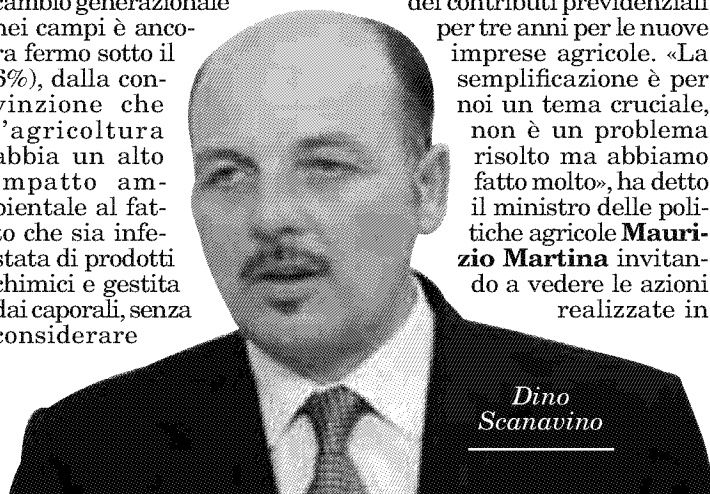 cambio generazionale
nei campi è anco-
ra fermo sotto il
6%), dalla con-
vinzione che
l'agricoltura
abbia un alto
impatto am-
bientale al fat-
to che sia infe-
stata di prodotti
chimici e gestita
dai caporali, senza
considerare
dei contributi previdenziali
per tre anni per le nuove
imprese agricole. «La
semplificazione è per
noi un tema cruciale,
non è un problema
risolto ma abbiamo
fatto molto», ha detto
il ministro delle poli-
tiche agricole Mauri-
zio Martina invitan-
do a vedere le azioni
realizzate in
Dino
Scanavino